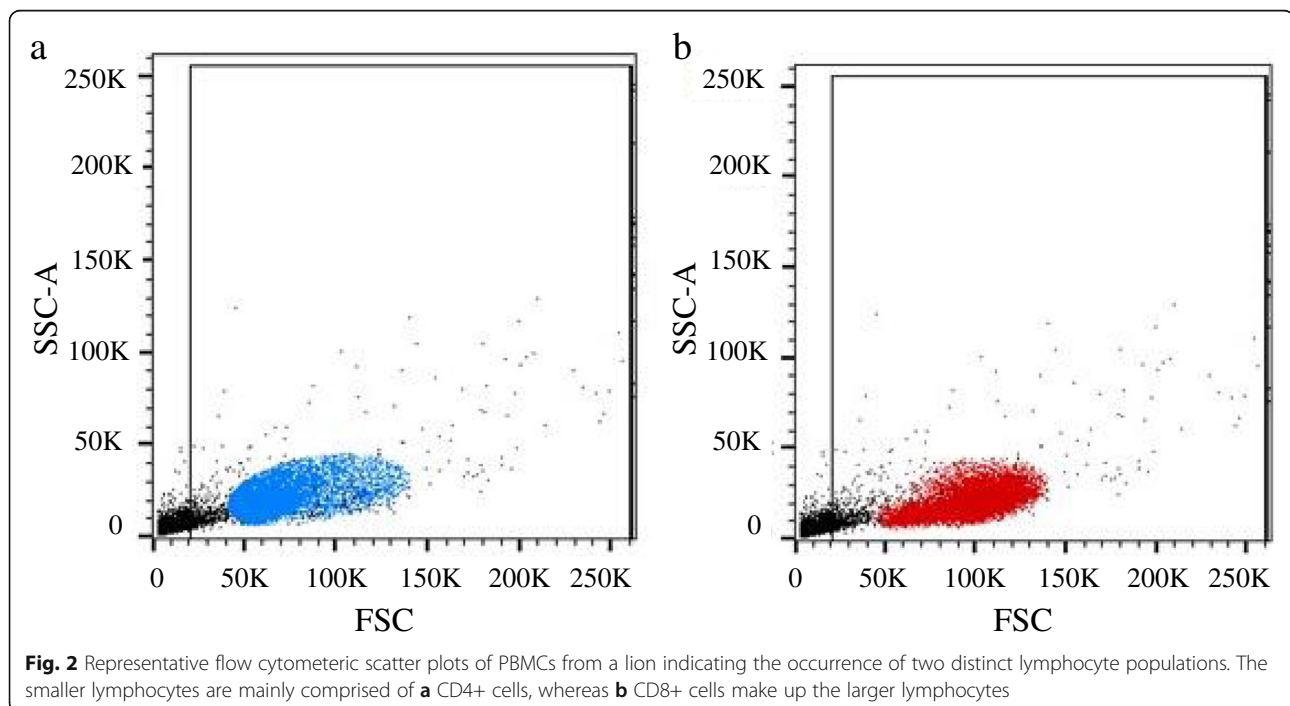 a
b
250K
200K
150K
100K
50K
0
SSC-A
0 50K 100K 150K 200K 250K
FSC
250K
200K
150K
100K
50K
0
SSC-A
0 50K 100K 150K 200K 250K
FSC
Fig. 2 Representative flow cytometeric scatter plots of PBMCs from a lion indicating the occurrence of two distinct lymphocyte populations. The
smaller lymphocytes are mainly comprised of a CD4+ cells, whereas b CD8+ cells make up the larger lymphocytes